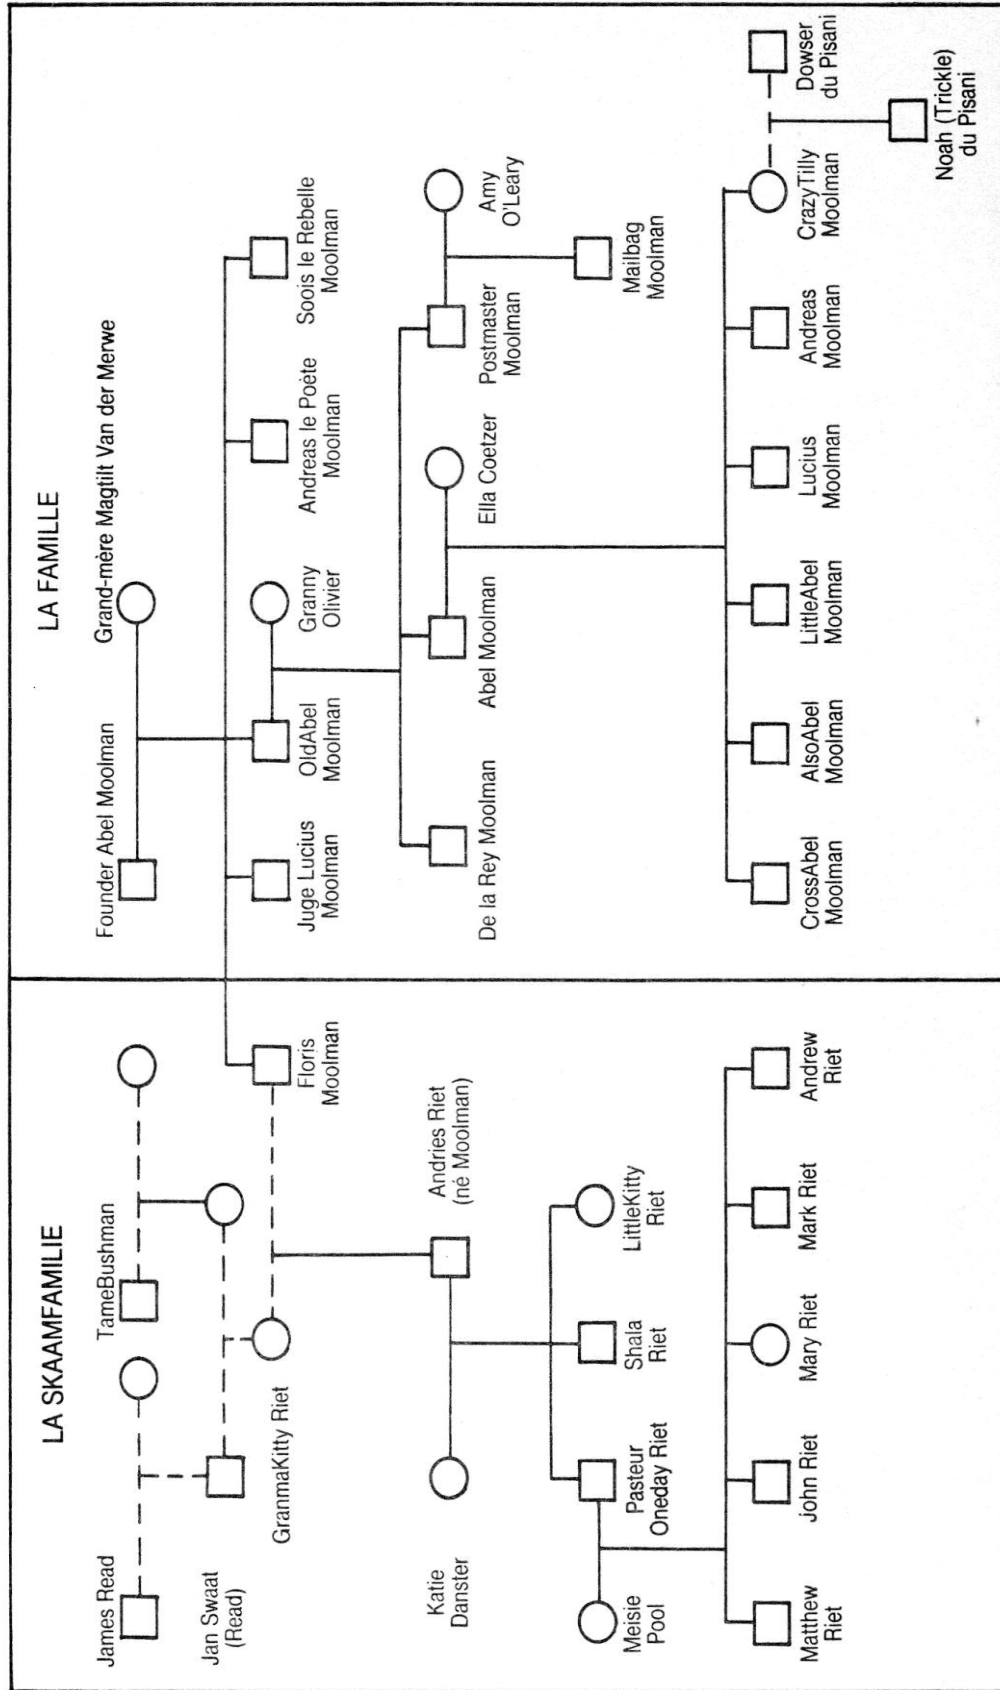 LA SKAAMFAMILIE
James Read
TameBushman
Jan Swaat
(Read)
GranmaKitty Riet
Floris
Moolman
Katie
Danster
Andries Riet
(né Moolman)
Meisie
Pool
Pasteur
Oneday Riet
Shala
Riet
LittleKitty
Riet
Matthew
Riet
John Riet
Mary Riet
Mark Riet
Andrew
Riet
LA FAMILLE
Founder Abel Moolman
Grand-mère Magtilt Van der Merwe
Juge Lucius
Moolman
OldAbel
Moolman
Granny
Olivier
Andreas le Poète
Moolman
Soois le Rebelle
Moolman
De la Rey Moolman
Abel Moolman
Ella Coetzer
Postmaster
Moolman
Amy
O'Leary
Mailbag
Moolman
CrossAbel
Moolman
AlsoAbel
Moolman
LittleAbel
Moolman
Lucius
Moolman
Andreas
Moolman
CrazyTilly
Moolman
Dowser
du Pisani
Noah (Trickle)
du Pisani